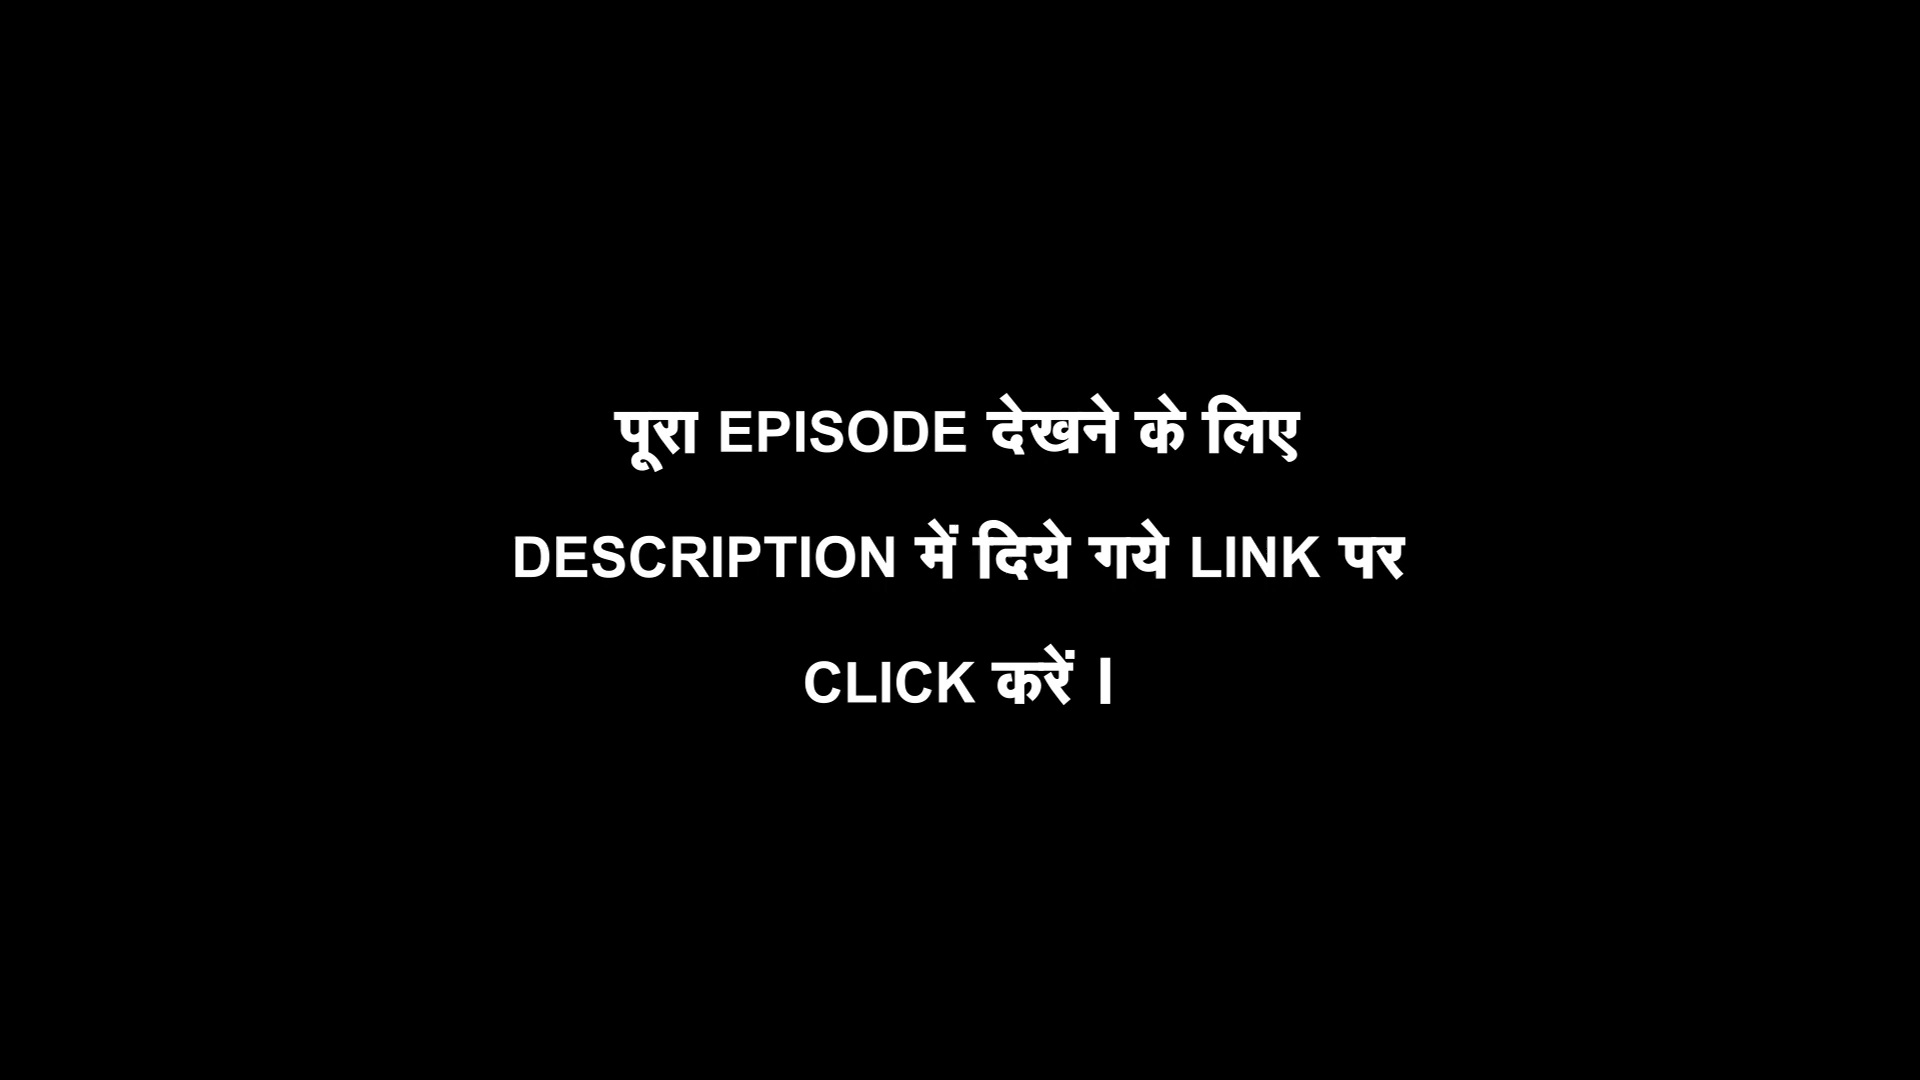 पूरा EPISODE देखने के लिए
DESCRIPTION में दिये गये LINK पर
CLICK करें ।